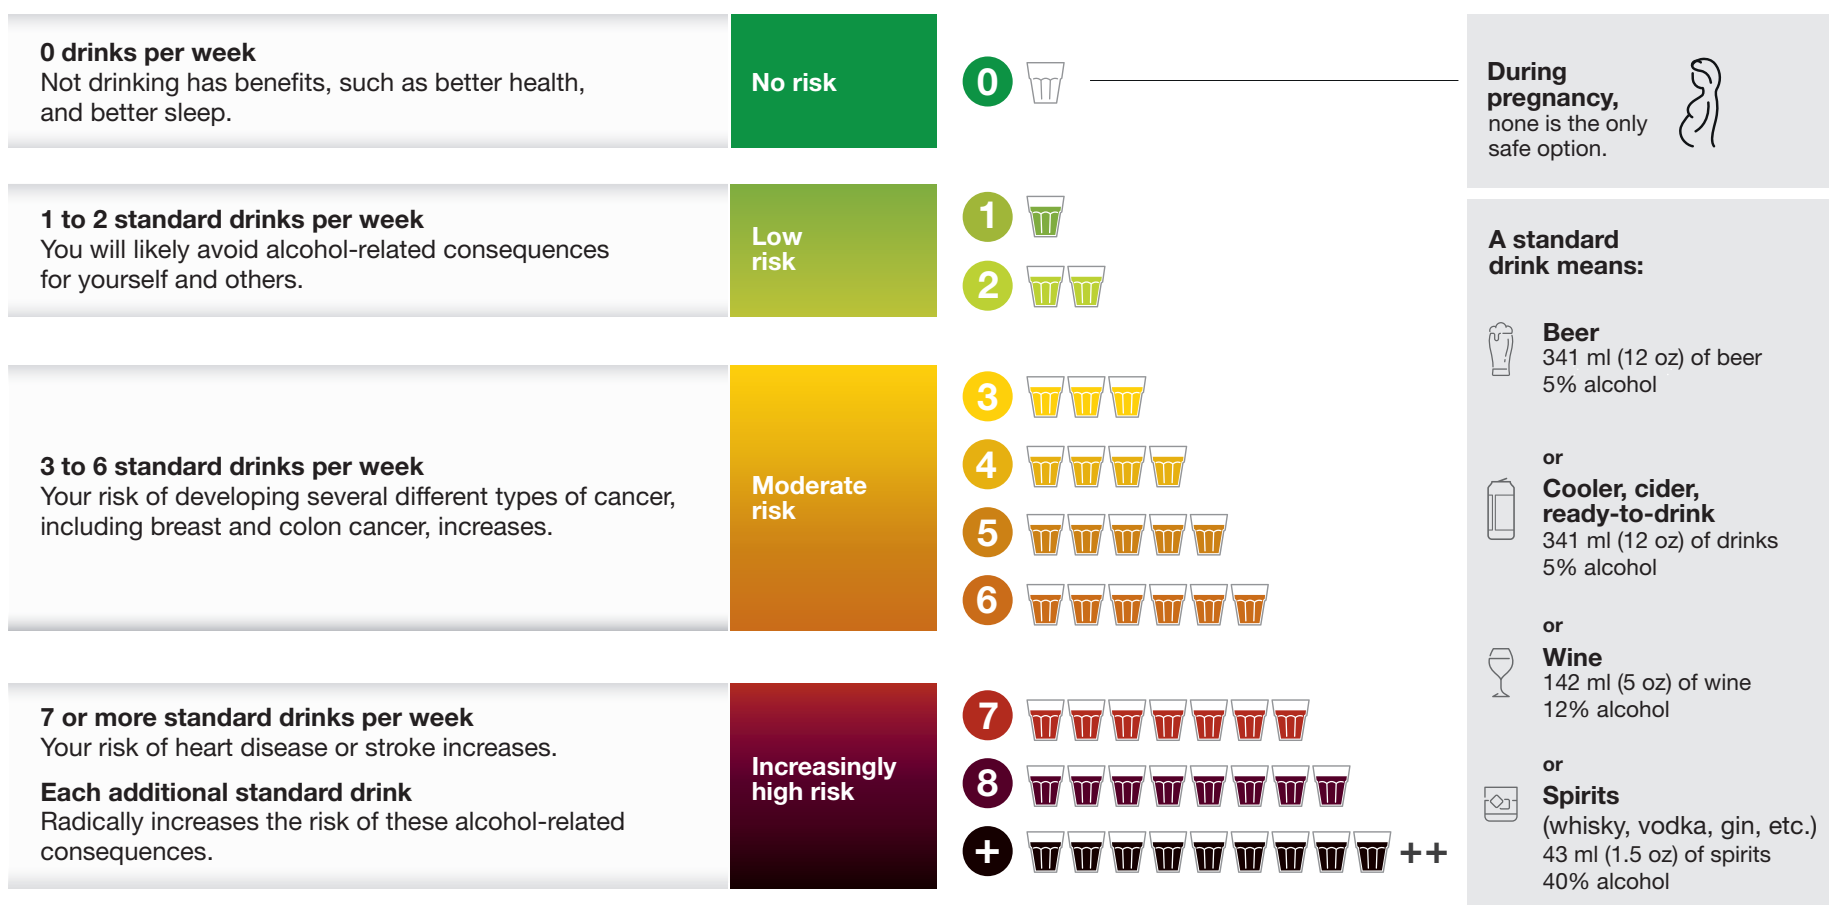 0 drinks per week
Not drinking has benefits, such as better health,
and better sleep.
No risk
0
During
pregnancy,
none is the only
safe option.
1 to 2 standard drinks per week
You will likely avoid alcohol-related consequences
for yourself and others.
Low
risk
1
2
3 to 6 standard drinks per week
Your risk of developing several different types of cancer,
including breast and colon cancer, increases.
Moderate
risk
3
4
5
6
7 or more standard drinks per week
Your risk of heart disease or stroke increases.
Each additional standard drink
Radically increases the risk of these alcohol-related
consequences.
Increasingly
high risk
7
8
+
++
A standard
drink means:
Beer
341 ml (12 oz) of beer
5% alcohol
or
Cooler, cider,
ready-to-drink
341 ml (12 oz) of drinks
5% alcohol
or
Wine
142 ml (5 oz) of wine
12% alcohol
or
Spirits
(whisky, vodka, gin, etc.)
43 ml (1.5 oz) of spirits
40% alcohol